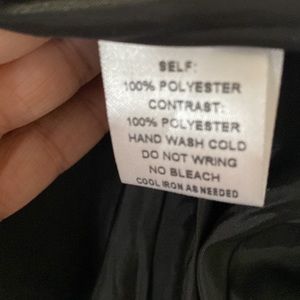 SELF:
100% POLYESTER
CONTRAST:
100% POLYESTER
HAND WASH COLD
DO NOT WRING
NO BLEACH
COOL IRON AS NEEDED